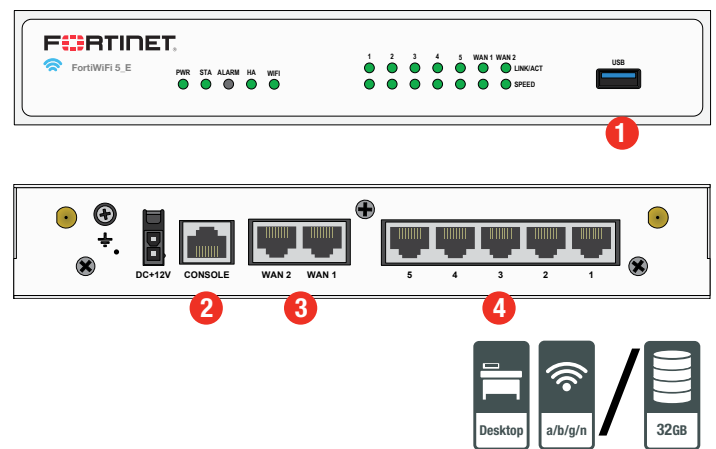 FORTINET.
FortiWiFi 5_E
PWR STA ALARM HA WIFI
1 2 3 4 5 WAN 1 WAN 2
LINK/ACT
SPEED
USB
1
DC+12V CONSOLE WAN 2 WAN 1 5 4 3 2 1
2 3 4
Desktop a/b/g/n 32GB